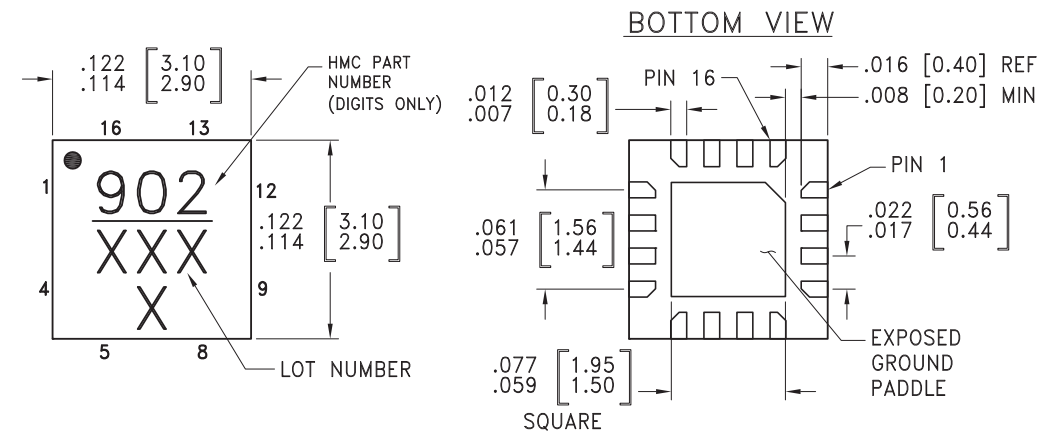 BOTTOM VIEW
.122 [3.10]
.114 [2.90]
HMC PART
NUMBER
(DIGITS ONLY)
16 13
1 12
902
XXX
X
4 9
5 8
.122 [3.10]
.114 [2.90]
LOT NUMBER
PIN 16
.016 [0.40] REF
.008 [0.20] MIN
.012 [0.30]
.007 [0.18]
PIN 1
.022 [0.56]
.017 [0.44]
.061 [1.56]
.057 [1.44]
EXPOSED
GROUND
PADDLE
.077 [1.95]
.059 [1.50]
SQUARE